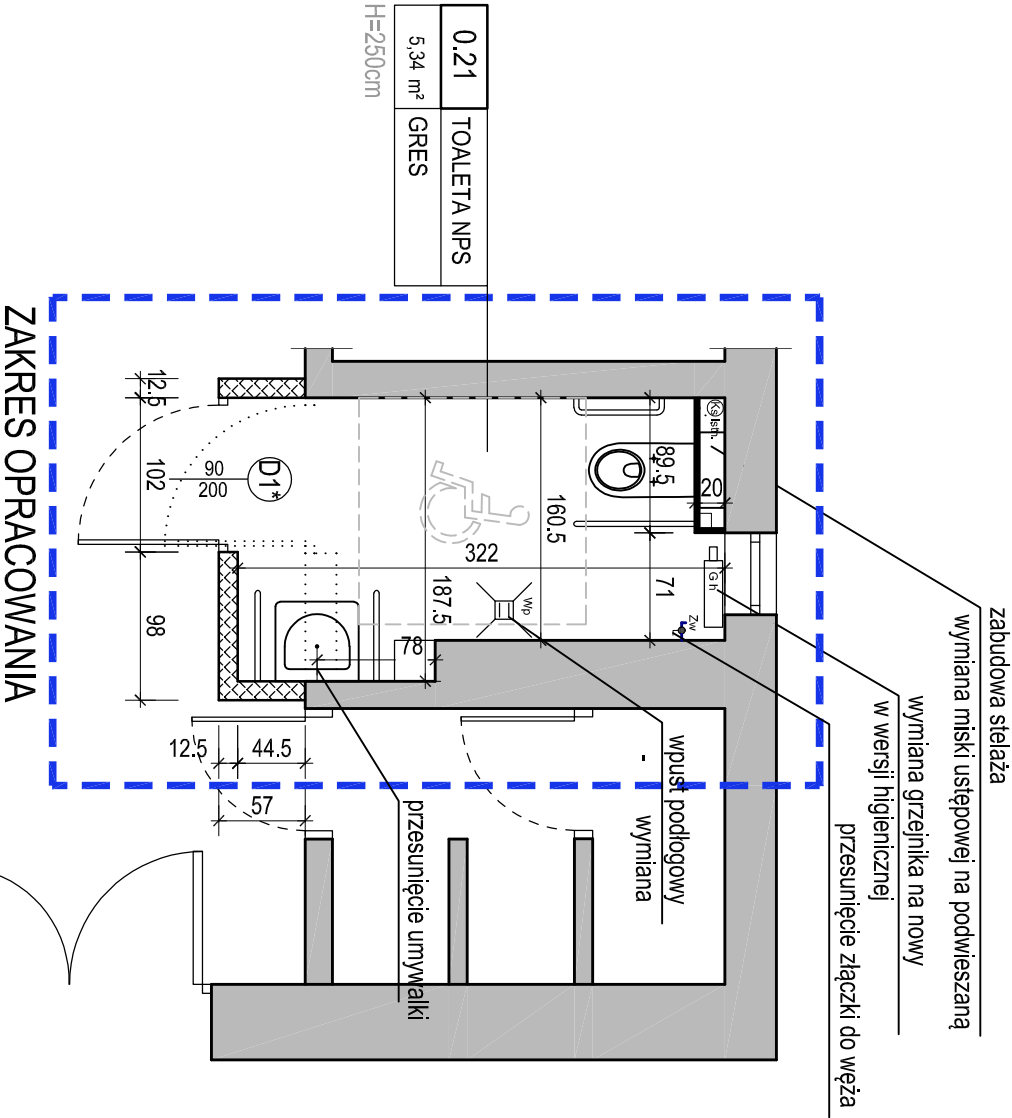 zabudowa stelaża
wymiana miski ustępowej na podwieszaną
wymiana grzejnika na nowy
w wersji higienicznej
przesunięcie złączki do węża
wpust podłogowy
wymiana
przesunięcie umywalki
0.21 TOALETA NPS
5,34 m² GRES
H=250cm
Ks istn.
20
89.5
71
G h
Zw
160.5
322
187.5
Wp
78
D1*
90
200
12.5
102
98
12.5
44.5
57
ZAKRES OPRACOWANIA